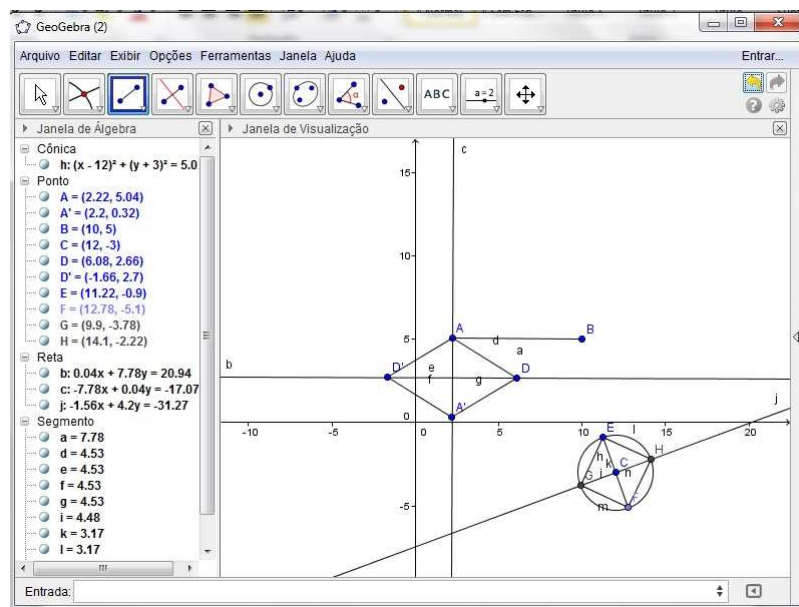 GeoGebra (2)
Arquivo Editar Exibir Opções Ferramentas Janela Ajuda
Entrar...
ABC
a=2
Janela de Álgebra
Cônica
h: (x - 12)² + (y + 3)² = 5.0
Ponto
A = (2.22, 5.04)
A' = (2.2, 0.32)
B = (10, 5)
C = (12, -3)
D = (6.08, 2.66)
D' = (-1.66, 2.7)
E = (11.22, -0.9)
F = (12.78, -5.1)
G = (9.9, -3.78)
H = (14.1, -2.22)
Reta
b: 0.04x + 7.78y = 20.94
c: -7.78x + 0.04y = -17.07
j: -1.56x + 4.2y = -31.27
Segmento
a = 7.78
d = 4.53
e = 4.53
f = 4.53
g = 4.53
i = 4.48
k = 3.17
l = 3.17
Janela de Visualização
c
15
10
5
A
d
B
a
b
D'
e
f
g
D
A'
0
-10
-5
0
5
10
15
20
j
E
l
h
k
C
H
G
i
n
F
m
-5
Entrada: